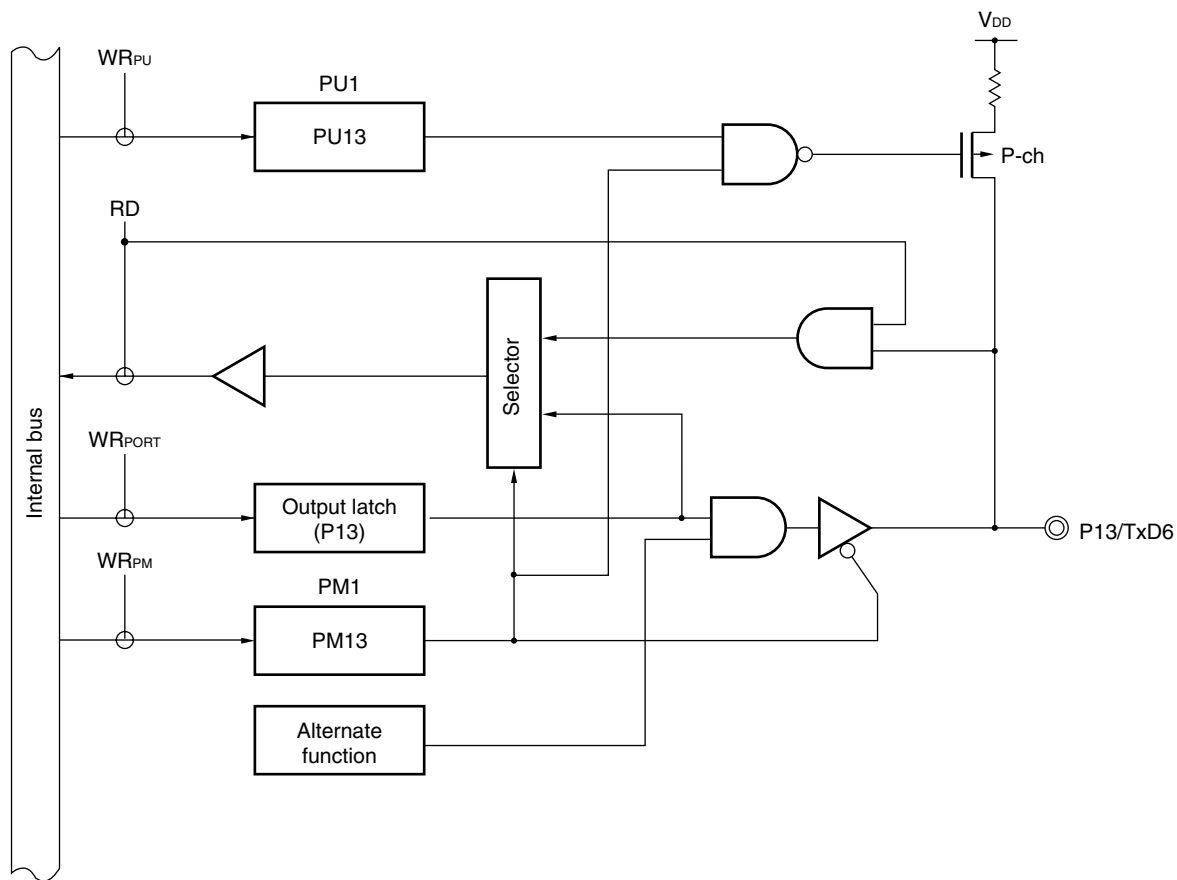 VDD
WRPU
PU1
PU13
P-ch
RD
Selector
Internal bus
WRPORT
Output latch
(P13)
P13/TxD6
WRPM
PM1
PM13
Alternate
function